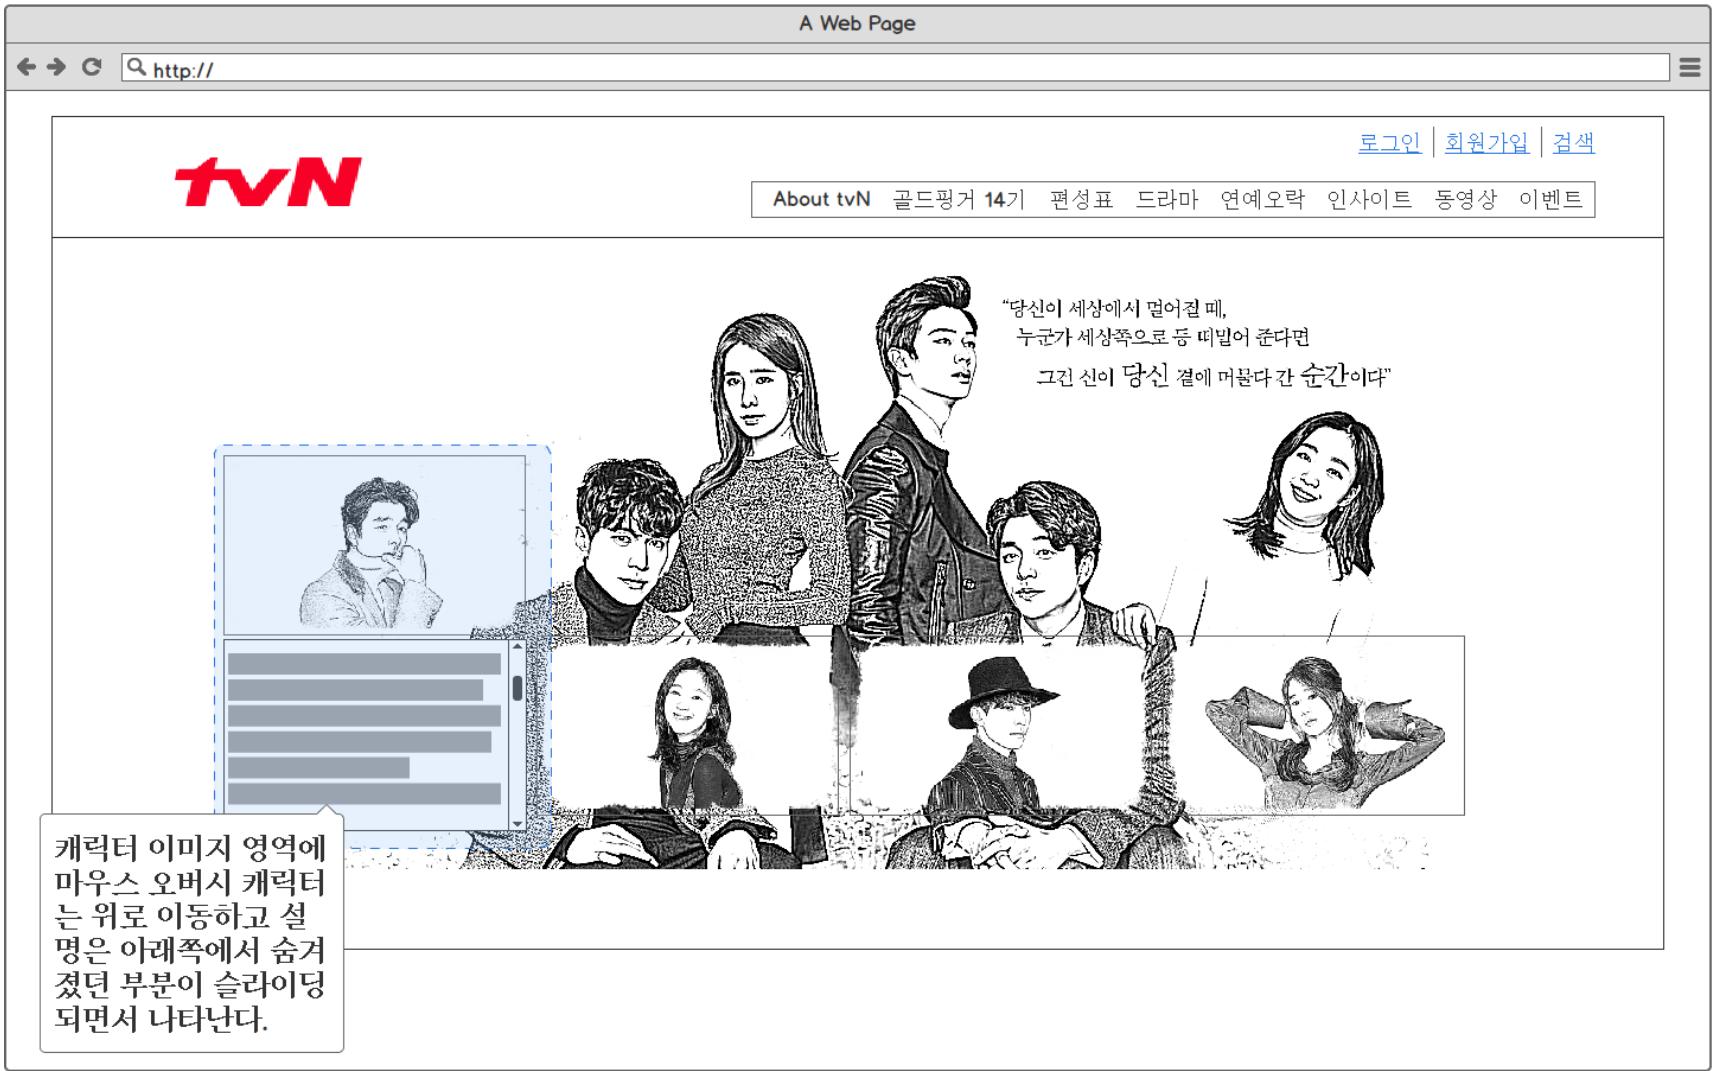 A Web Page
http://
로그인 회원가입 검색
tvN
About tvN 골드핑거 14기 편성표 드라마 연예오락 인사이트 동영상 이벤트
“당신이 세상에서 멀어질 때,
누군가 세상쪽으로 등 떠밀어 준다면
그건 신이 당신 곁에 머물다 간 순간이다”
캐릭터 이미지 영역에
마우스 오버시 캐릭터
는 위로 이동하고 설
명은 아래쪽에서 숨겨
졌던 부분이 슬라이딩
되면서 나타난다.